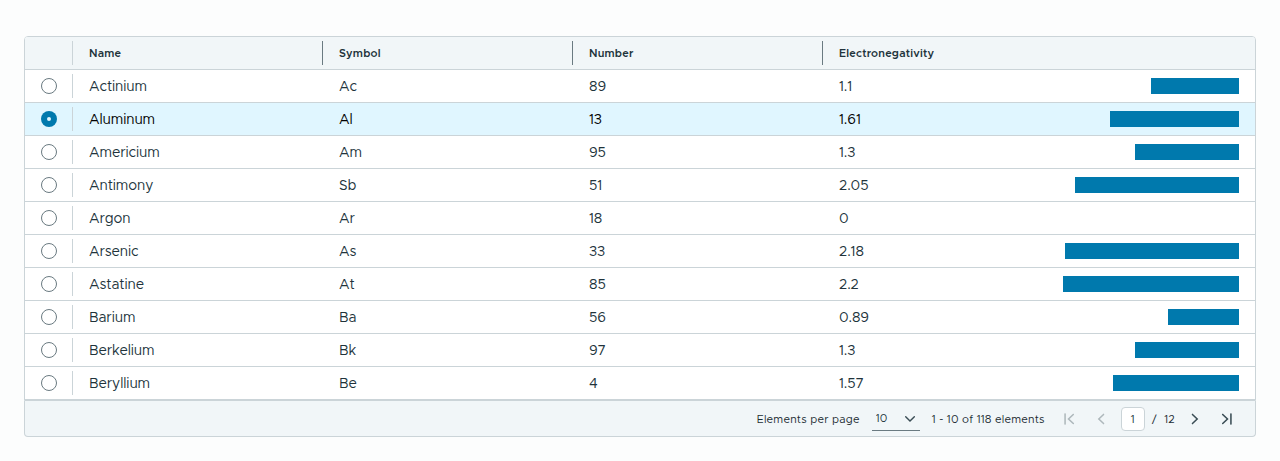 Name Symbol Number Electronegativity
Actinium Ac 89 1.1
Aluminum Al 13 1.61
Americium Am 95 1.3
Antimony Sb 51 2.05
Argon Ar 18 0
Arsenic As 33 2.18
Astatine At 85 2.2
Barium Ba 56 0.89
Berkelium Bk 97 1.3
Beryllium Be 4 1.57
Elements per page 10 1 - 10 of 118 elements 1 / 12